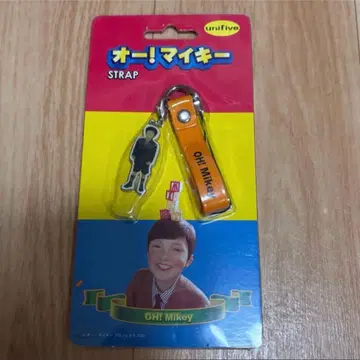 unifive
オー!マイキー
STRAP
OH! Mikey
OH! Mikey